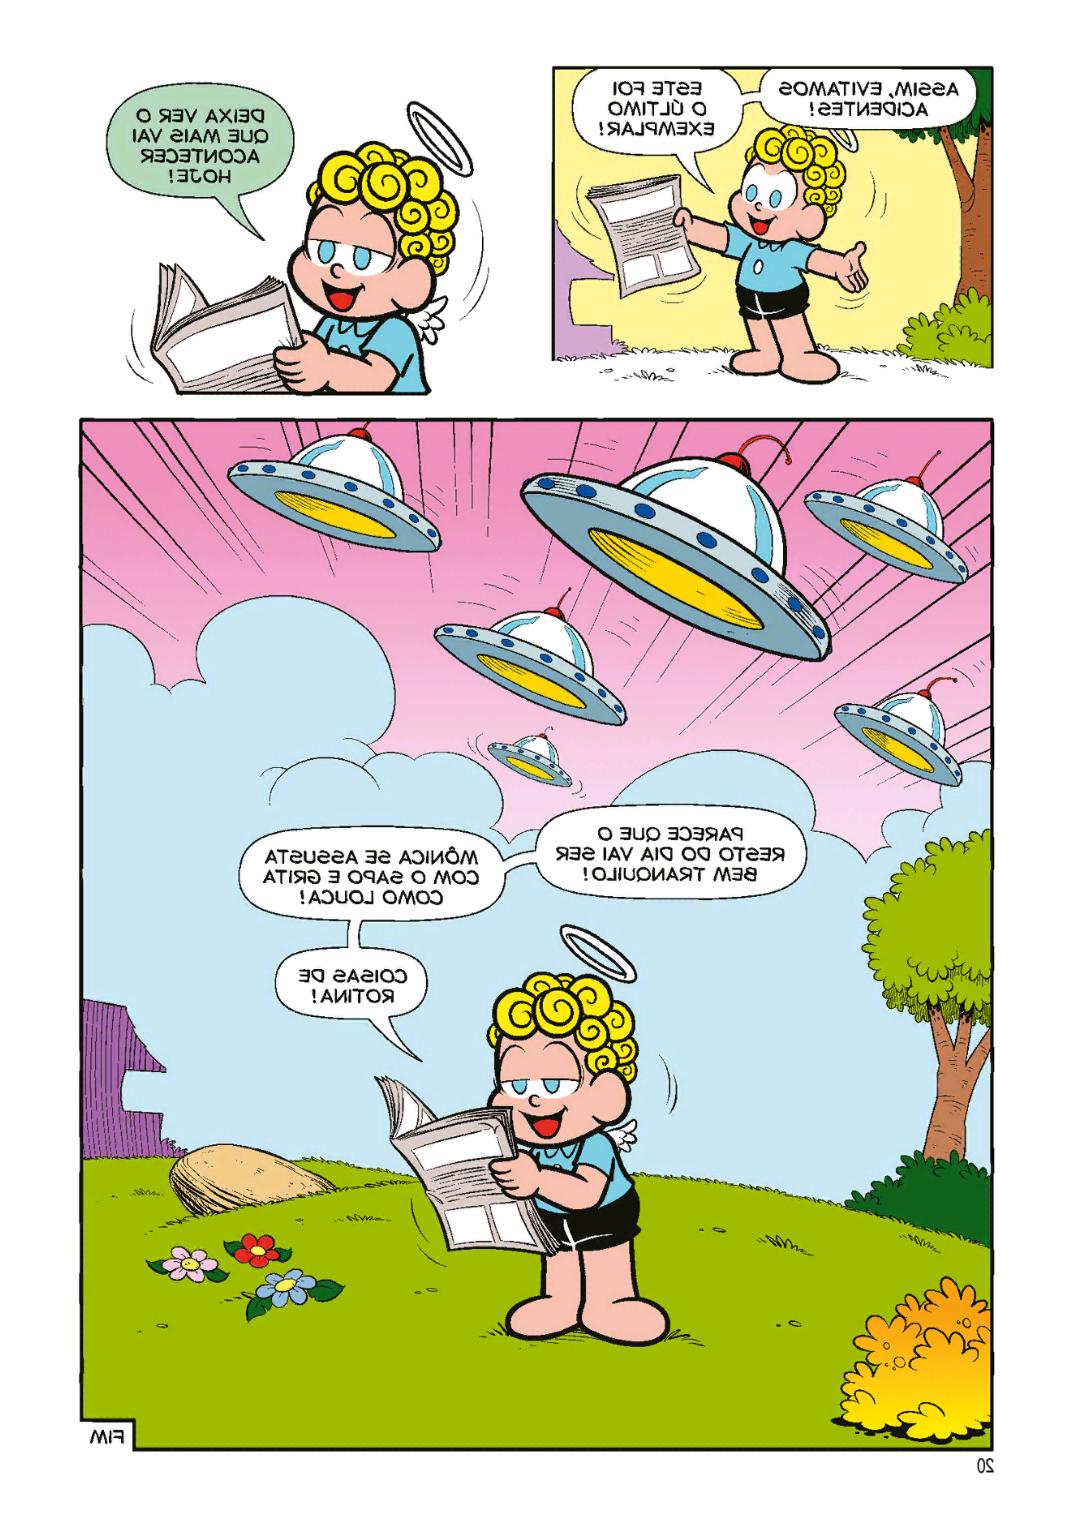 ASSIM, EVITAMOS
ACIDENTES!
ESTE FOI
O ÚLTIMO
EXEMPLAR!
DEIXA VER O
QUE MAIS VAI
ACONTECER
HOJE!
PARECE QUE O
RESTO DO DIA VAI SER
BEM TRANQUILO!
MÔNICA SE ASSUSTA
COM O SAPO E GRITA
COMO LOUCA!
COISAS DE
ROTINA!
FIM
20